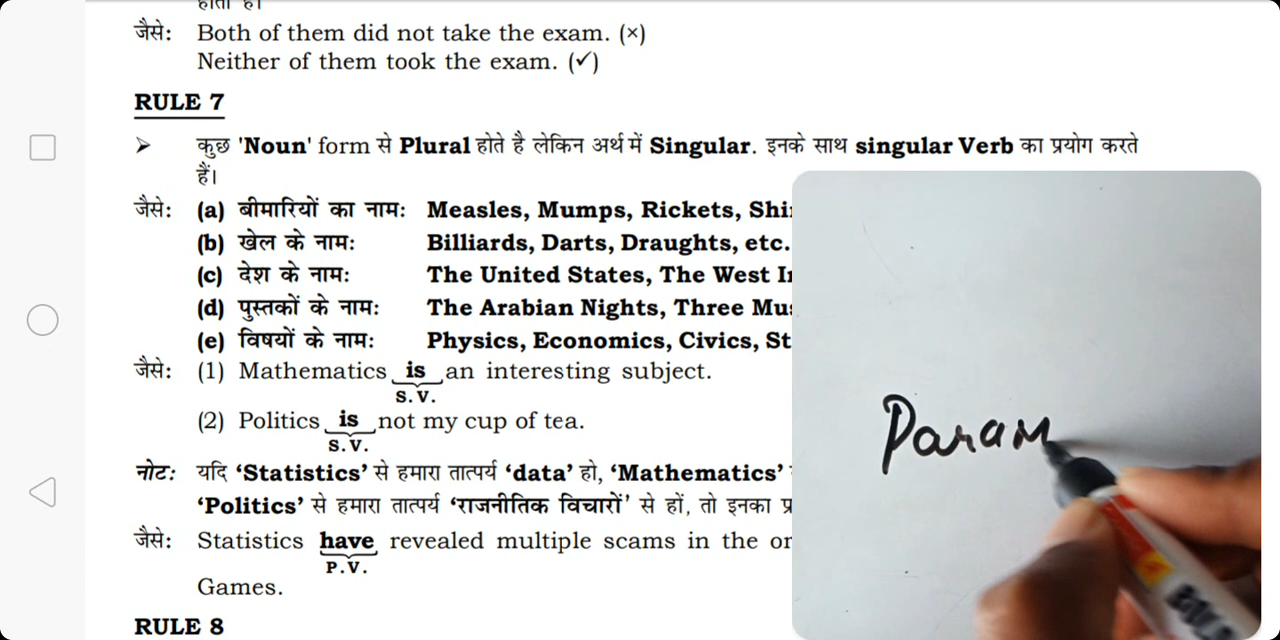 जैसे: Both of them did not take the exam. (×)
Neither of them took the exam. (✓)
RULE 7
➤ कुछ 'Noun' form से Plural होते है लेकिन अर्थ में Singular. इनके साथ singular Verb का प्रयोग करते
हैं।
जैसे: (a) बीमारियों का नाम: Measles, Mumps, Rickets,
(b) खेल के नाम: Billiards, Darts, Draughts, etc.
(c) देश के नाम: The United States, The West
(d) पुस्तकों के नाम: The Arabian Nights, Three
(e) विषयों के नाम: Physics, Economics, Civics,
जैसे: (1) Mathematics is an interesting subject.
S.V.
(2) Politics is not my cup of tea.
S.V.
नोट: यदि 'Statistics' से हमारा तात्पर्य 'data' हो, 'Mathematics'
'Politics' से हमारा तात्पर्य 'राजनीतिक विचारों' से हों, तो इनका
जैसे: Statistics have revealed multiple scams in the
P.V.
Games.
RULE 8
Param